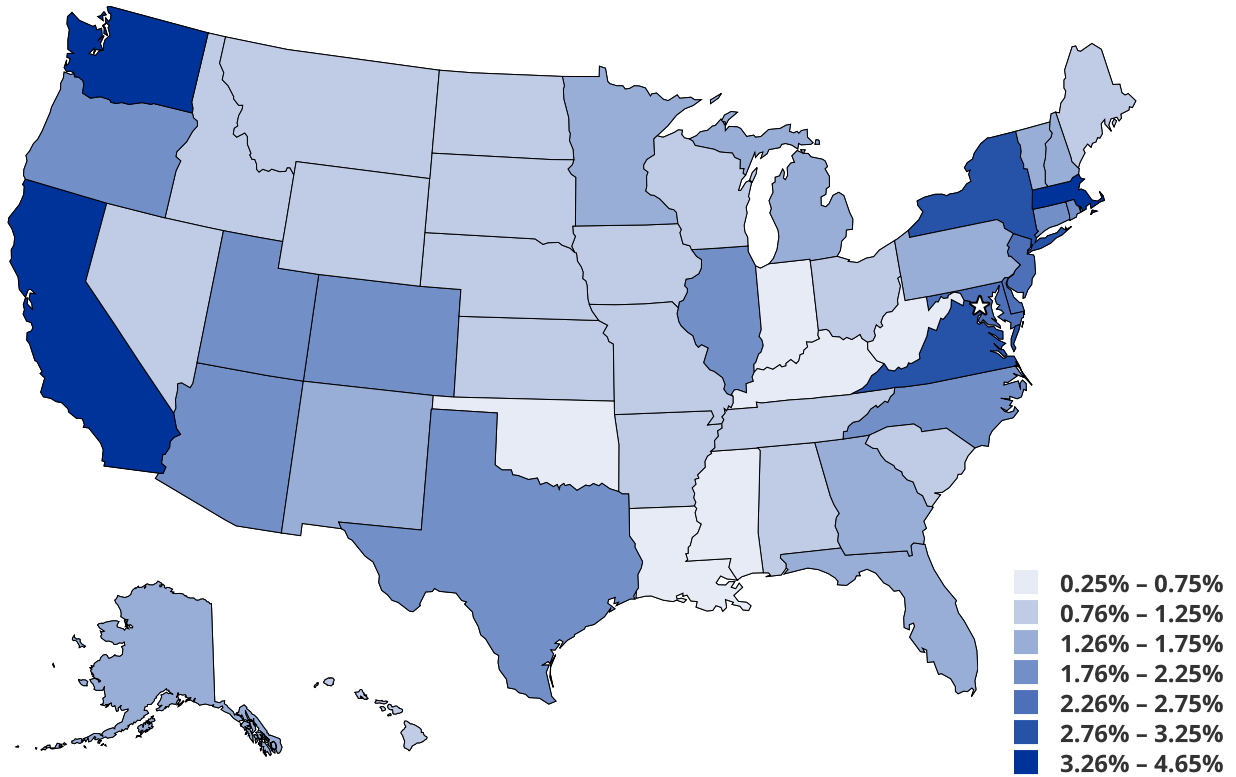 0.25% – 0.75%
0.76% – 1.25%
1.26% – 1.75%
1.76% – 2.25%
2.26% – 2.75%
2.76% – 3.25%
3.26% – 4.65%